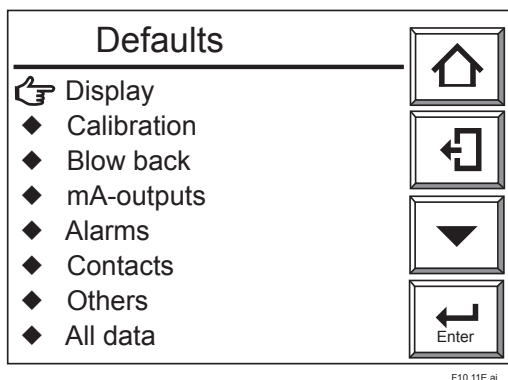 Defaults
Display
Calibration
Blow back
mA-outputs
Alarms
Contacts
Others
All data
Enter
F10.11E.ai